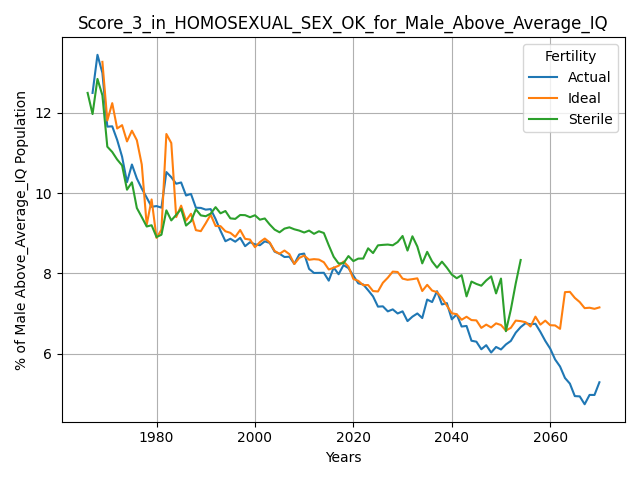 Score_3_in_HOMOSEXUAL_SEX_OK_for_Male_Above_Average_IQ
Fertility
Actual
Ideal
Sterile
% of Male Above_Average_IQ Population
12
10
8
6
1980 2000 2020 2040 2060
Years